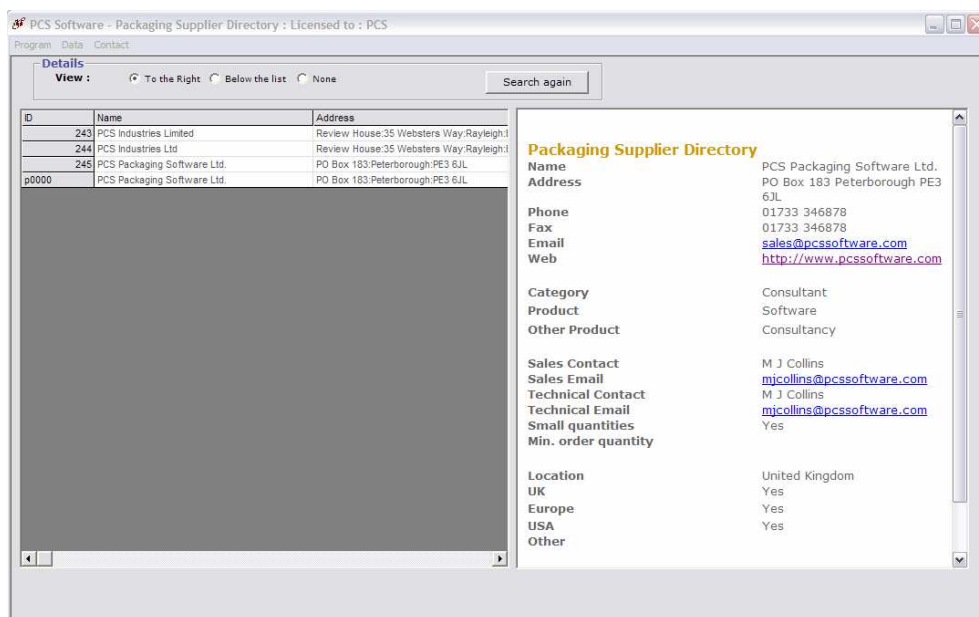 PCS Software - Packaging Supplier Directory : Licensed to : PCS
Program Data Contact
Details
View : To the Right Below the list None Search again
ID Name Address
243 PCS Industries Limited Review House:35 Websters Way:Rayleigh:
244 PCS Industries Ltd Review House:35 Websters Way:Rayleigh:
245 PCS Packaging Software Ltd. PO Box 183:Peterborough:PE3 6JL
p0000 PCS Packaging Software Ltd. PO Box 183:Peterborough:PE3 6JL
Packaging Supplier Directory
Name PCS Packaging Software Ltd.
Address PO Box 183 Peterborough PE3
6JL
Phone 01733 346878
Fax 01733 346878
Email sales@pcssoftware.com
Web http://www.pcssoftware.com
Category Consultant
Product Software
Other Product Consultancy
Sales Contact M J Collins
Sales Email mjcollins@pcssoftware.com
Technical Contact M J Collins
Technical Email mjcollins@pcssoftware.com
Small quantities Yes
Min. order quantity
Location United Kingdom
UK Yes
Europe Yes
USA Yes
Other